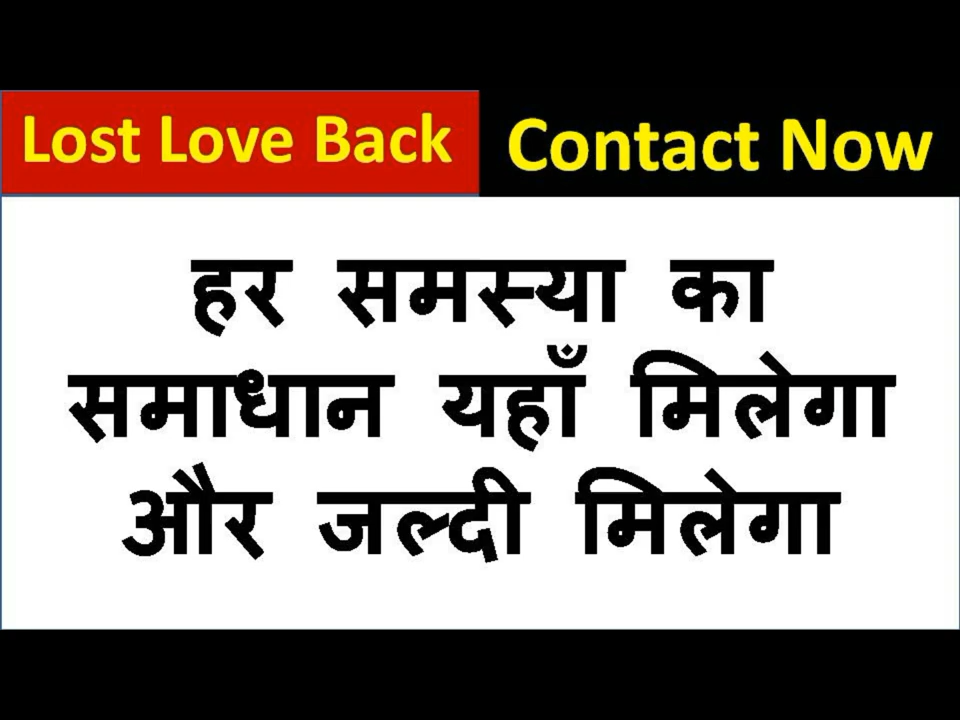 Lost Love Back
Contact Now
हर समस्या का
समाधान यहाँ मिलेगा
और जल्दी मिलेगा